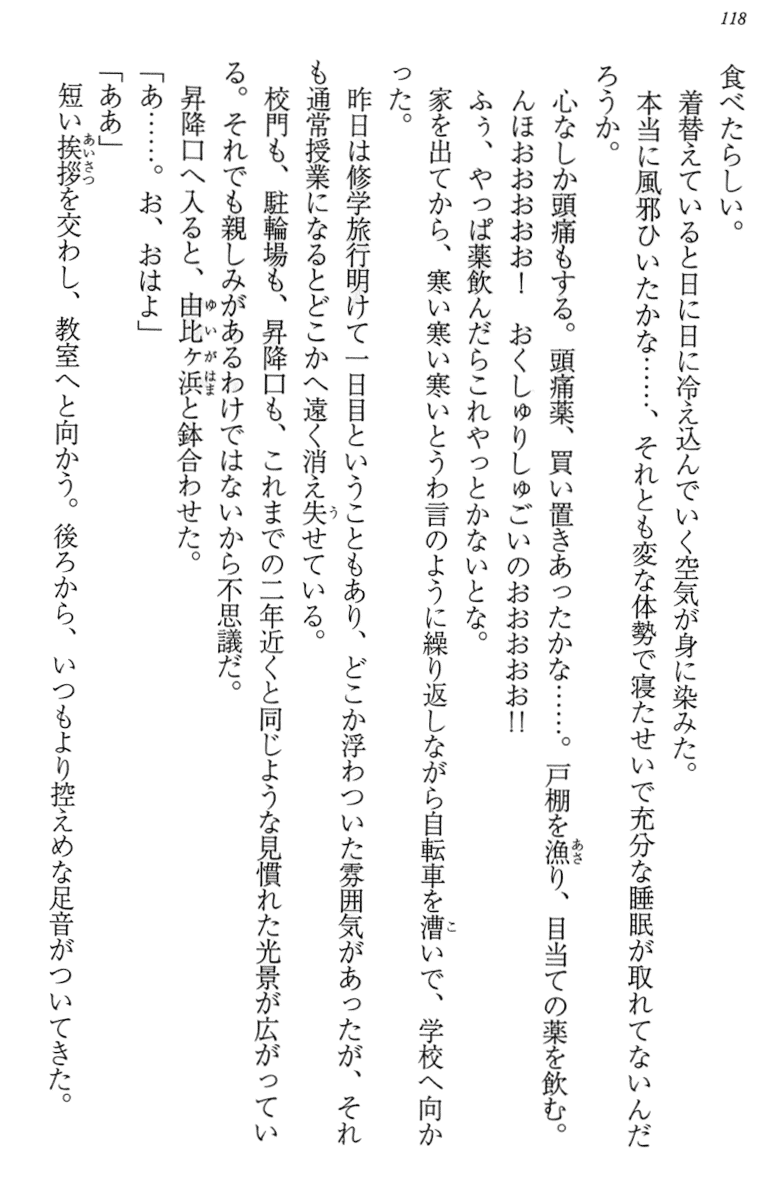 118
食べたらしい。
着替えていると日に日に冷え込んでいく空気が身に染みた。
本当に風邪ひいたかな……、それとも変な体勢で寝たせいで充分な睡眠が取れてないんだ
ろうか。
心なしか頭痛もする。頭痛薬、買い置きあったかな……。戸棚を漁り、目当ての薬を飲む。
んほおおおおお！　おくしゅりしゅごいのおおおおお!!
ふぅ、やっぱ薬飲んだらこれやっとかないとな。
家を出てから、寒い寒い寒いとうわ言のように繰り返しながら自転車を漕いで、学校へ向か
った。
昨日は修学旅行明けて一日目ということもあり、どこか浮わついた雰囲気があったが、それ
も通常授業になるとどこかへ遠く消え失せている。
校門も、駐輪場も、昇降口も、これまでの二年近くと同じような見慣れた光景が広がってい
る。それでも親しみがあるわけではないから不思議だ。
昇降口へ入ると、由比ヶ浜と鉢合わせた。
「あ……。お、おはよ」
「ああ」
短い挨拶を交わし、教室へと向かう。後ろから、いつもより控えめな足音がついてきた。